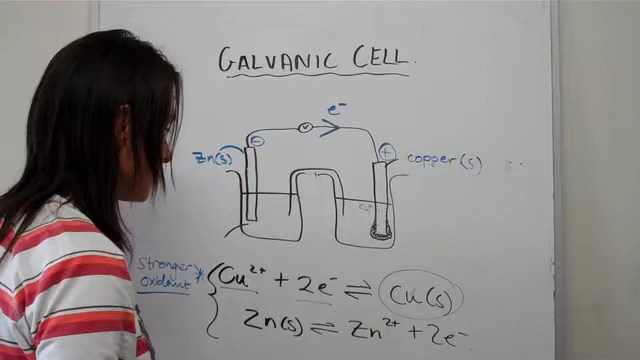 GALVANIC CELL.
e⁻
V
⊖
⊕
Zn(s)
copper(s)
Cu²⁺
Stronger oxidant * Cu²⁺ + 2e⁻ ⇌ Cu(s)
Zn(s) ⇌ Zn²⁺ + 2e⁻